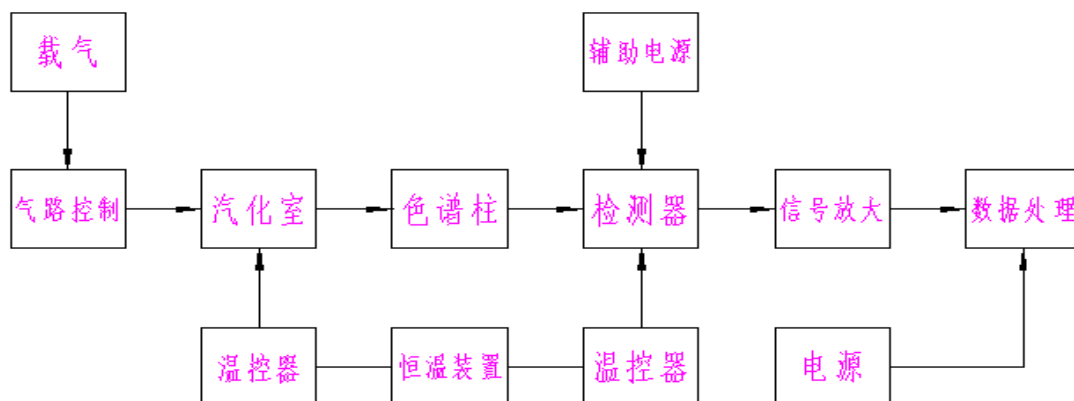 载气
辅助电源
气路控制
汽化室
色谱柱
检测器
信号放大
数据处理
温控器
恒温装置
温控器
电源